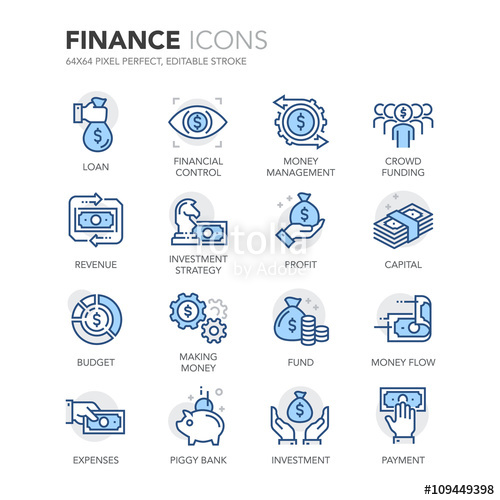 FINANCE ICONS
64X64 PIXEL PERFECT, EDITABLE STROKE
LOAN
FINANCIAL
CONTROL
MONEY
MANAGEMENT
CROWD
FUNDING
REVENUE
INVESTMENT
STRATEGY
PROFIT
CAPITAL
fotolia
by Adobe
BUDGET
MAKING
MONEY
FUND
MONEY FLOW
EXPENSES
PIGGY BANK
INVESTMENT
PAYMENT
#109449398